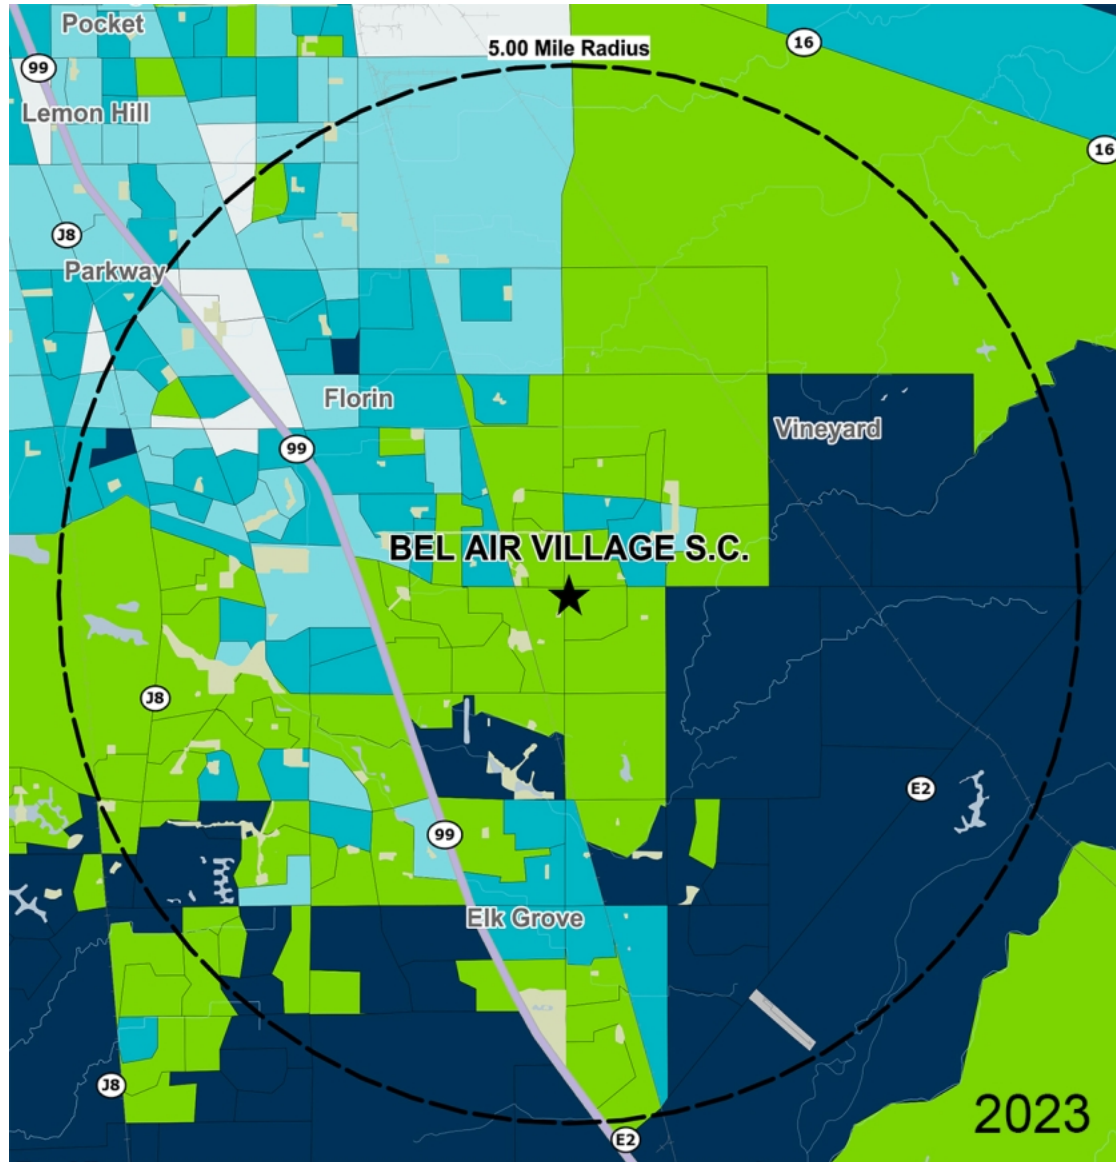 Pocket
5.00 Mile Radius
16
99
Lemon Hill
16
J8
Parkway
Florin
Vineyard
99
BEL AIR VILLAGE S.C.
J8
E2
99
Elk Grove
J8
2023
E2